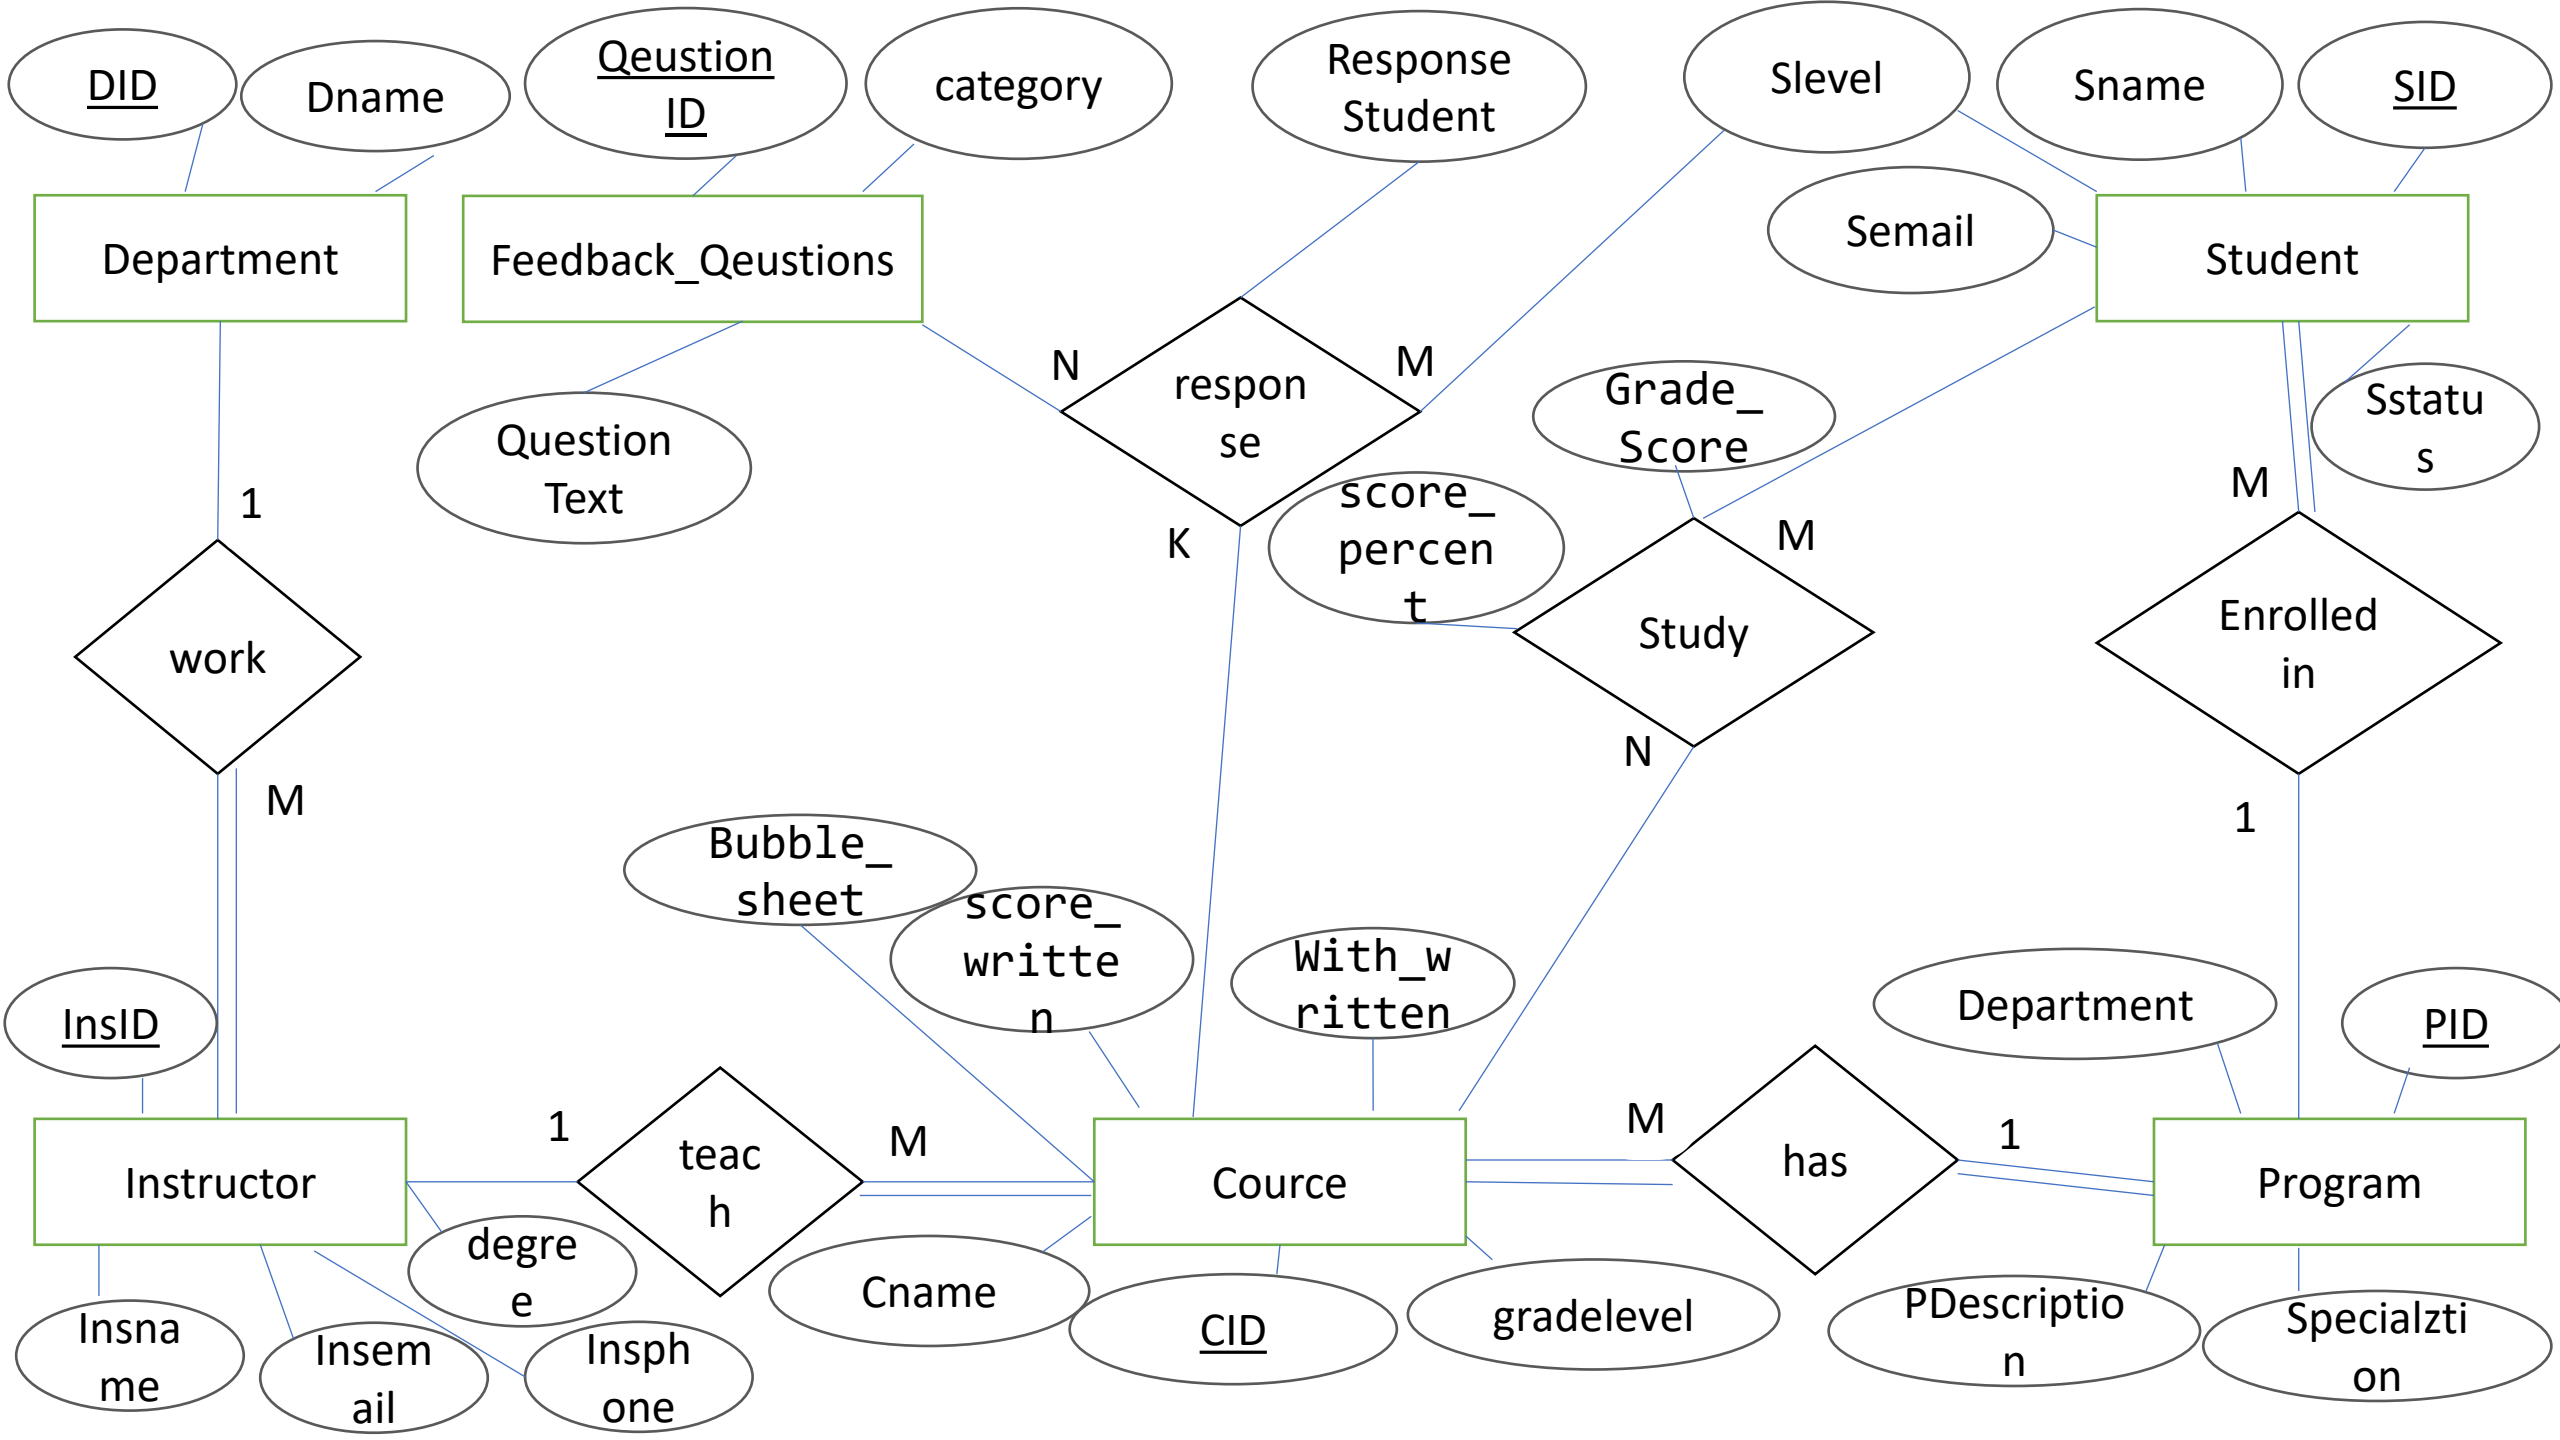 DID
Dname
Qeustion
ID
category
Response
Student
Slevel
Sname
SID
Semail
Department
Feedback_Qeustions
Student
N
respon
se
M
K
Grade_
Score
Sstatu
s
Question
Text
score_
percen
t
M
M
1
work
Study
Enrolled
in
N
M
1
Bubble_
sheet
score_
writte
n
With_w
ritten
Department
PID
InsID
Instructor
1
teac
h
M
Cource
M
has
1
Program
degre
e
Cname
CID
gradelevel
PDescriptio
n
Specialzti
on
Insna
me
Insem
ail
Insph
one